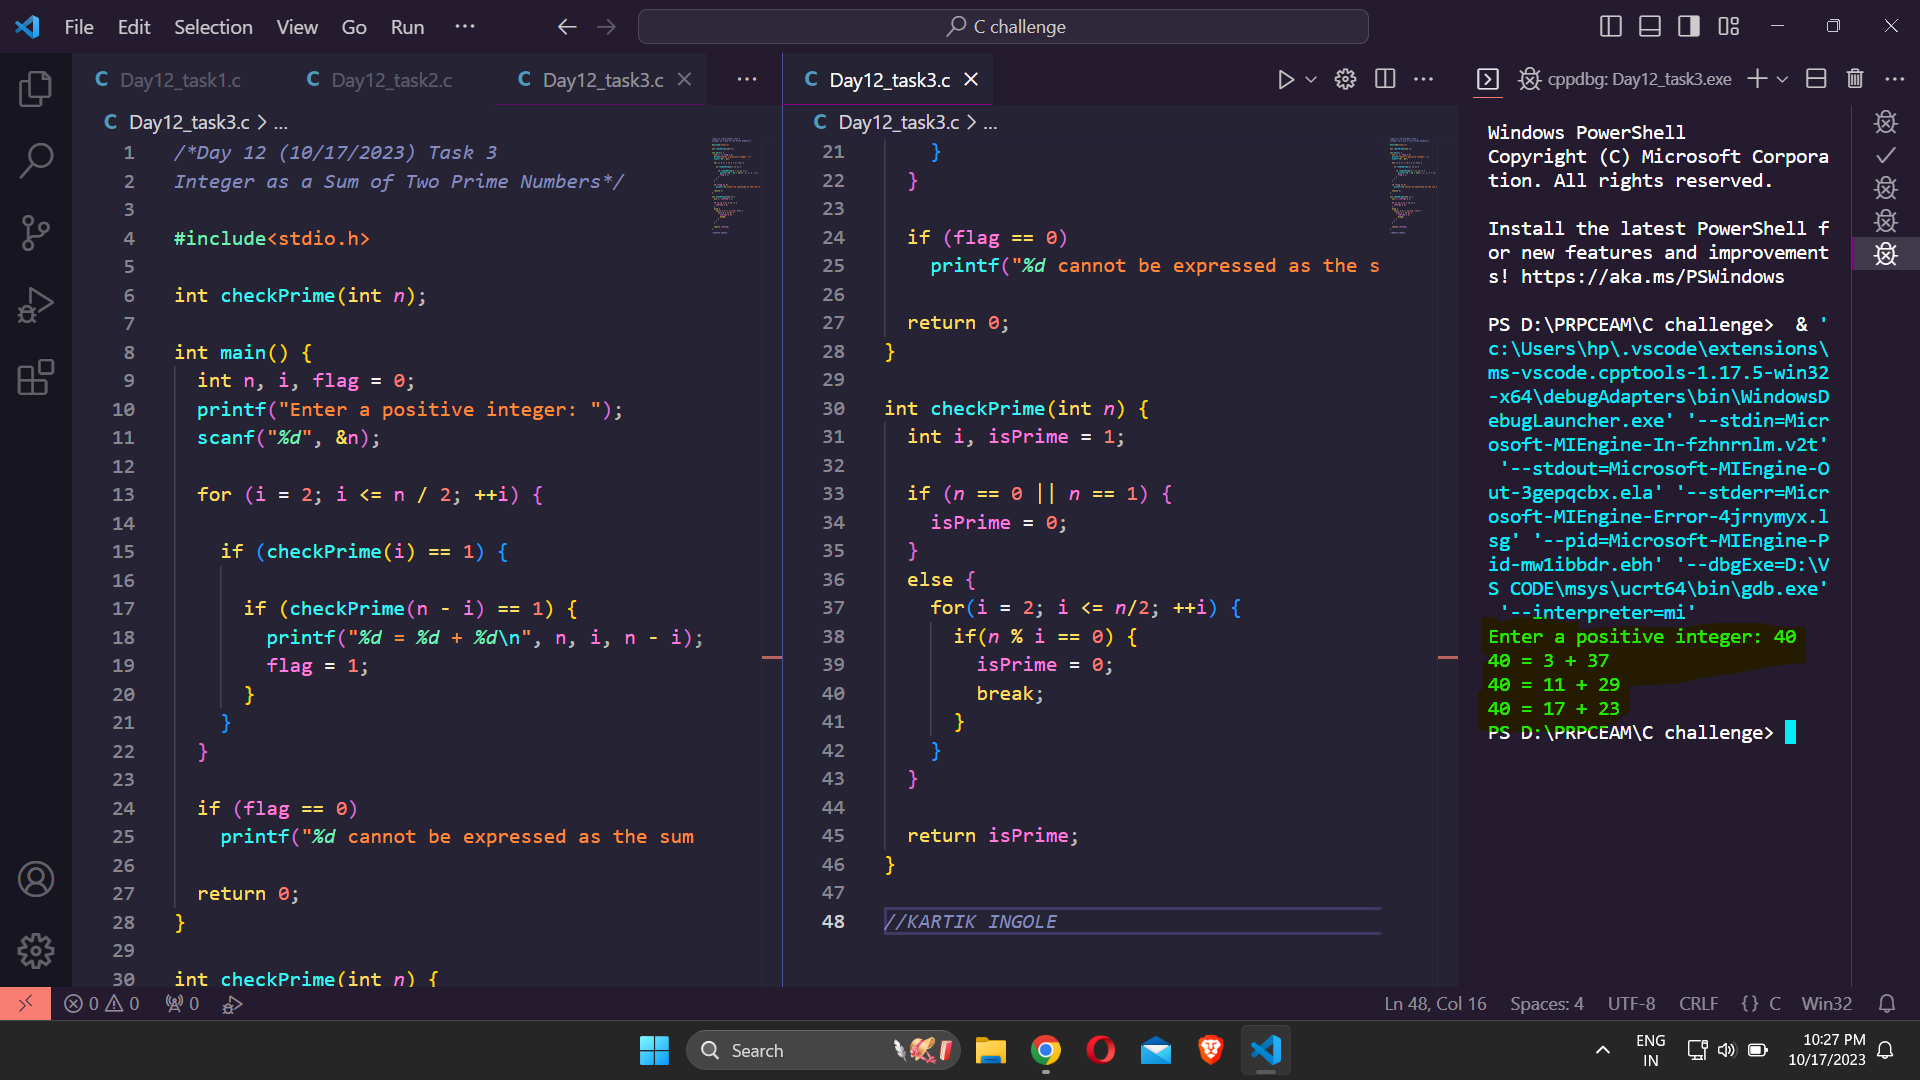 File Edit Selection View Go Run ...
C challenge
Day12_task1.c
Day12_task2.c
Day12_task3.c
Day12_task3.c > ...
1 /*Day 12 (10/17/2023) Task 3
2 Integer as a Sum of Two Prime Numbers*/
3
4 #include<stdio.h>
5
6 int checkPrime(int n);
7
8 int main() {
9 int n, i, flag = 0;
10 printf("Enter a positive integer: ");
11 scanf("%d", &n);
12
13 for (i = 2; i <= n / 2; ++i) {
14
15 if (checkPrime(i) == 1) {
16
17 if (checkPrime(n - i) == 1) {
18 printf("%d = %d + %d\n", n, i, n - i);
19 flag = 1;
20 }
21 }
22 }
23
24 if (flag == 0)
25 printf("%d cannot be expressed as the sum
26
27 return 0;
28 }
29
30 int checkPrime(int n) {
Day12_task3.c
Day12_task3.c > ...
21 }
22 }
23
24 if (flag == 0)
25 printf("%d cannot be expressed as the s
26
27 return 0;
28 }
29
30 int checkPrime(int n) {
31 int i, isPrime = 1;
32
33 if (n == 0 || n == 1) {
34 isPrime = 0;
35 }
36 else {
37 for(i = 2; i <= n/2; ++i) {
38 if(n % i == 0) {
39 isPrime = 0;
40 break;
41 }
42 }
43 }
44
45 return isPrime;
46 }
47
48 //KARTIK INGOLE
cppdbg: Day12_task3.exe
Windows PowerShell
Copyright (C) Microsoft Corpora
tion. All rights reserved.
Install the latest PowerShell f
or new features and improvement
s! https://aka.ms/PSWindows
PS D:\PRPCEAM\C challenge> & '
c:\Users\hp\.vscode\extensions\
ms-vscode.cpptools-1.17.5-win32
-x64\debugAdapters\bin\WindowsD
ebugLauncher.exe' '--stdin=Micr
osoft-MIEngine-In-fzhnrnlm.v2t'
'--stdout=Microsoft-MIEngine-O
ut-3gepqcbx.ela' '--stderr=Micr
osoft-MIEngine-Error-4jrnymyx.l
sg' '--pid=Microsoft-MIEngine-P
id-mw1ibbdr.ebh' '--dbgExe=D:\V
S CODE\msys\ucrt64\bin\gdb.exe'
'--interpreter=mi'
Enter a positive integer: 40
40 = 3 + 37
40 = 11 + 29
40 = 17 + 23
PS D:\PRPCEAM\C challenge>
0 0 0
Ln 48, Col 16 Spaces: 4 UTF-8 CRLF {} C Win32
Search
ENG
IN
10:27 PM
10/17/2023